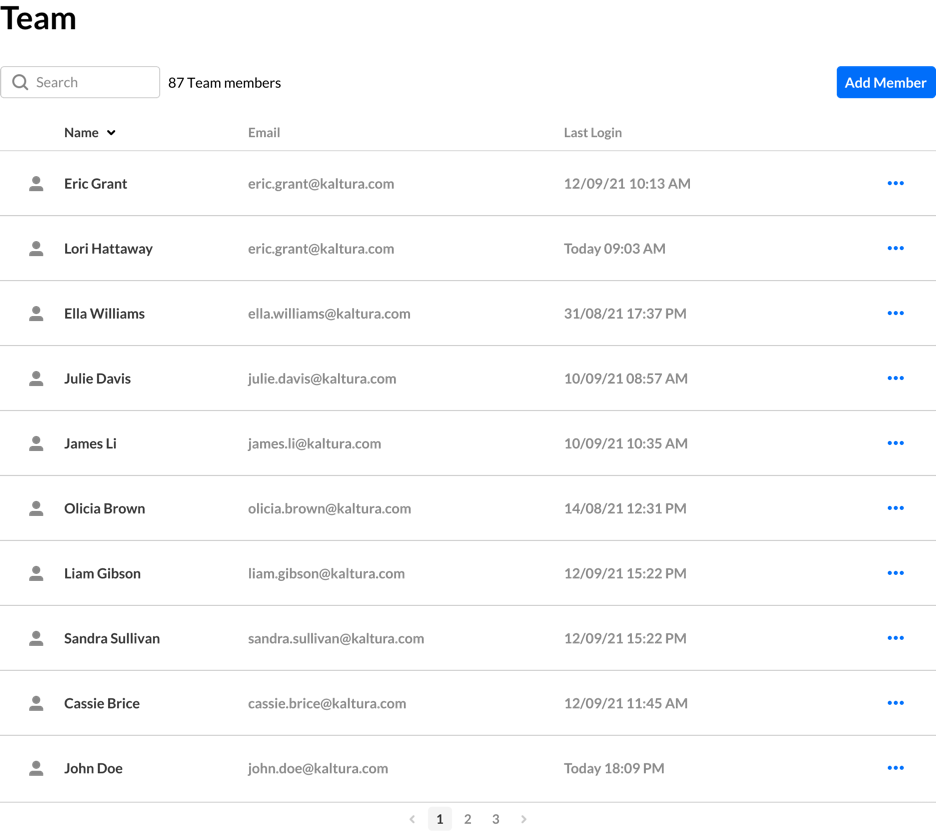 Team
Search 87 Team members Add Member
Name Email Last Login
Eric Grant eric.grant@kaltura.com 12/09/21 10:13 AM
Lori Hattaway eric.grant@kaltura.com Today 09:03 AM
Ella Williams ella.williams@kaltura.com 31/08/21 17:37 PM
Julie Davis julie.davis@kaltura.com 10/09/21 08:57 AM
James Li james.li@kaltura.com 10/09/21 10:35 AM
Olicia Brown olicia.brown@kaltura.com 14/08/21 12:31 PM
Liam Gibson liam.gibson@kaltura.com 12/09/21 15:22 PM
Sandra Sullivan sandra.sullivan@kaltura.com 12/09/21 15:22 PM
Cassie Brice cassie.brice@kaltura.com 12/09/21 11:45 AM
John Doe john.doe@kaltura.com Today 18:09 PM
1 2 3